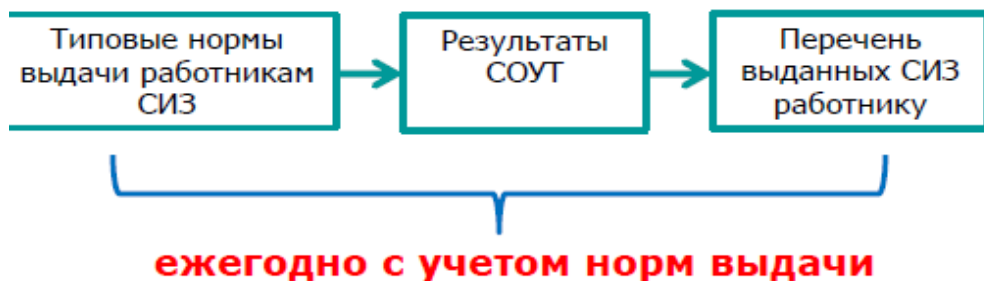 Типовые нормы
выдачи работникам
СИЗ
Результаты
СОУТ
Перечень
выданных СИЗ
работнику
ежегодно с учетом норм выдачи